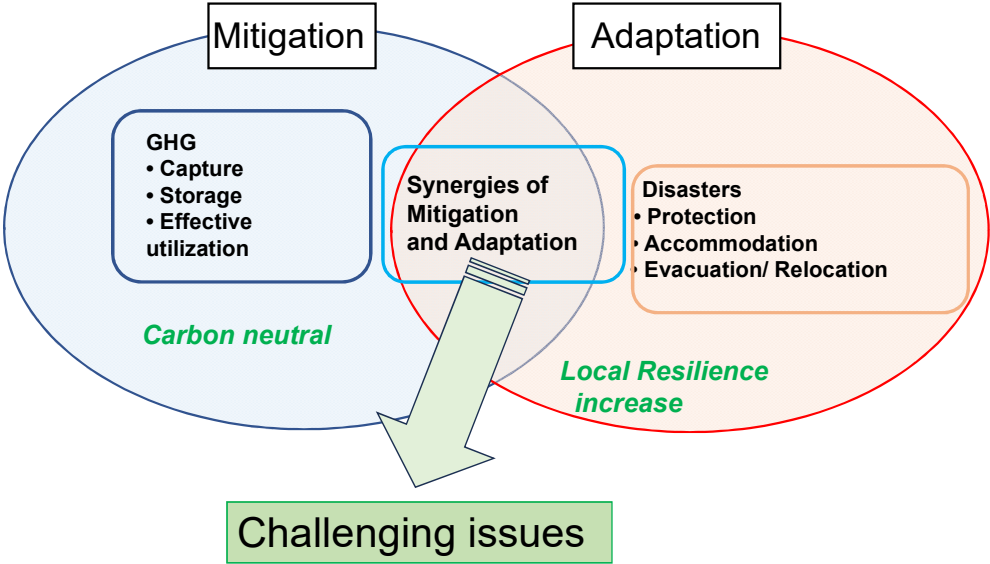 Mitigation
Adaptation
GHG
• Capture
• Storage
• Effective
utilization
Synergies of
Mitigation
and Adaptation
Disasters
• Protection
• Accommodation
• Evacuation/ Relocation
Carbon neutral
Local Resilience
increase
Challenging issues